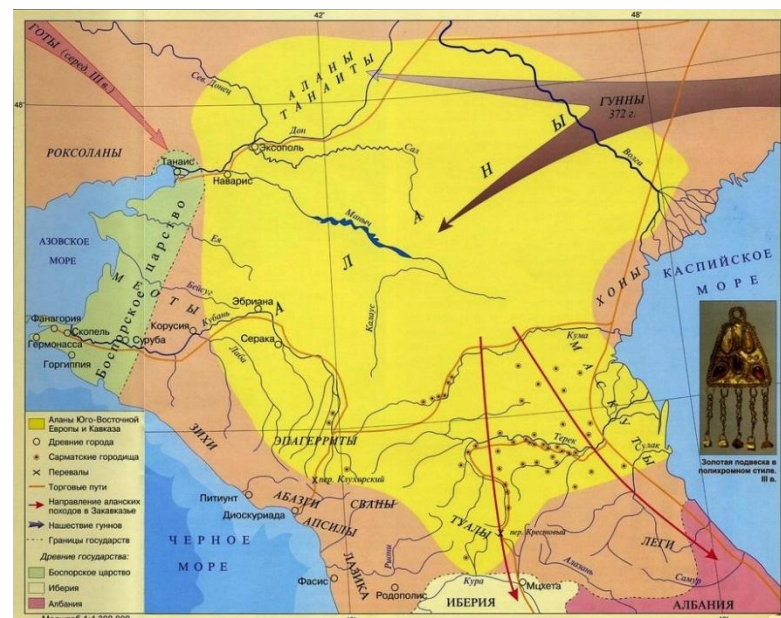 42°
48°
ГОТЫ (серед. III в.)
Сев. Донец
АЛАНЫ
ТАНАИТЫ
ГУННЫ
372 г.
48°
РОКСОЛАНЫ
Дон
Эксополь
Сал
Волга
Танаис
Наварис
АЛАНЫ
Маныч
АЗОВСКОЕ
МОРЕ
Ея
Боспорское царство
МЕОТЫ
Бейсуг
Эбриана
Калаус
ХОНЫ
КАСПИЙСКОЕ
МОРЕ
Фанагория
Скопель
Корусия
Кубань
Гермонасса
Суруба
Серака
Горгиппия
Лаба
Кума
МАСКУТЫ
ЗИХИ
ЭПАГЕРРИТЫ
Терек
Сулак
Золотая подвеска в
полихромном стиле.
III в.
пер. Клухорский
Питиунт
АБАЗГИ
СВАНЫ
Диоскуриада
АПСИЛЫ
ТУАЛЫ
пер. Крестовый
ЛЕГИ
ЧЕРНОЕ
МОРЕ
ЛАЗИКА
Риони
Алазань
Самур
Фасис
Родополис
Кура
Мцхета
ИБЕРИЯ
АЛБАНИЯ
Аланы Юго-Восточной
Европы и Кавказа
Древние города
Сарматские городища
Перевалы
Торговые пути
Направление аланских
походов в Закавказье
Нашествие гуннов
Границы государств
Древние государства:
Боспорское царство
Иберия
Албания